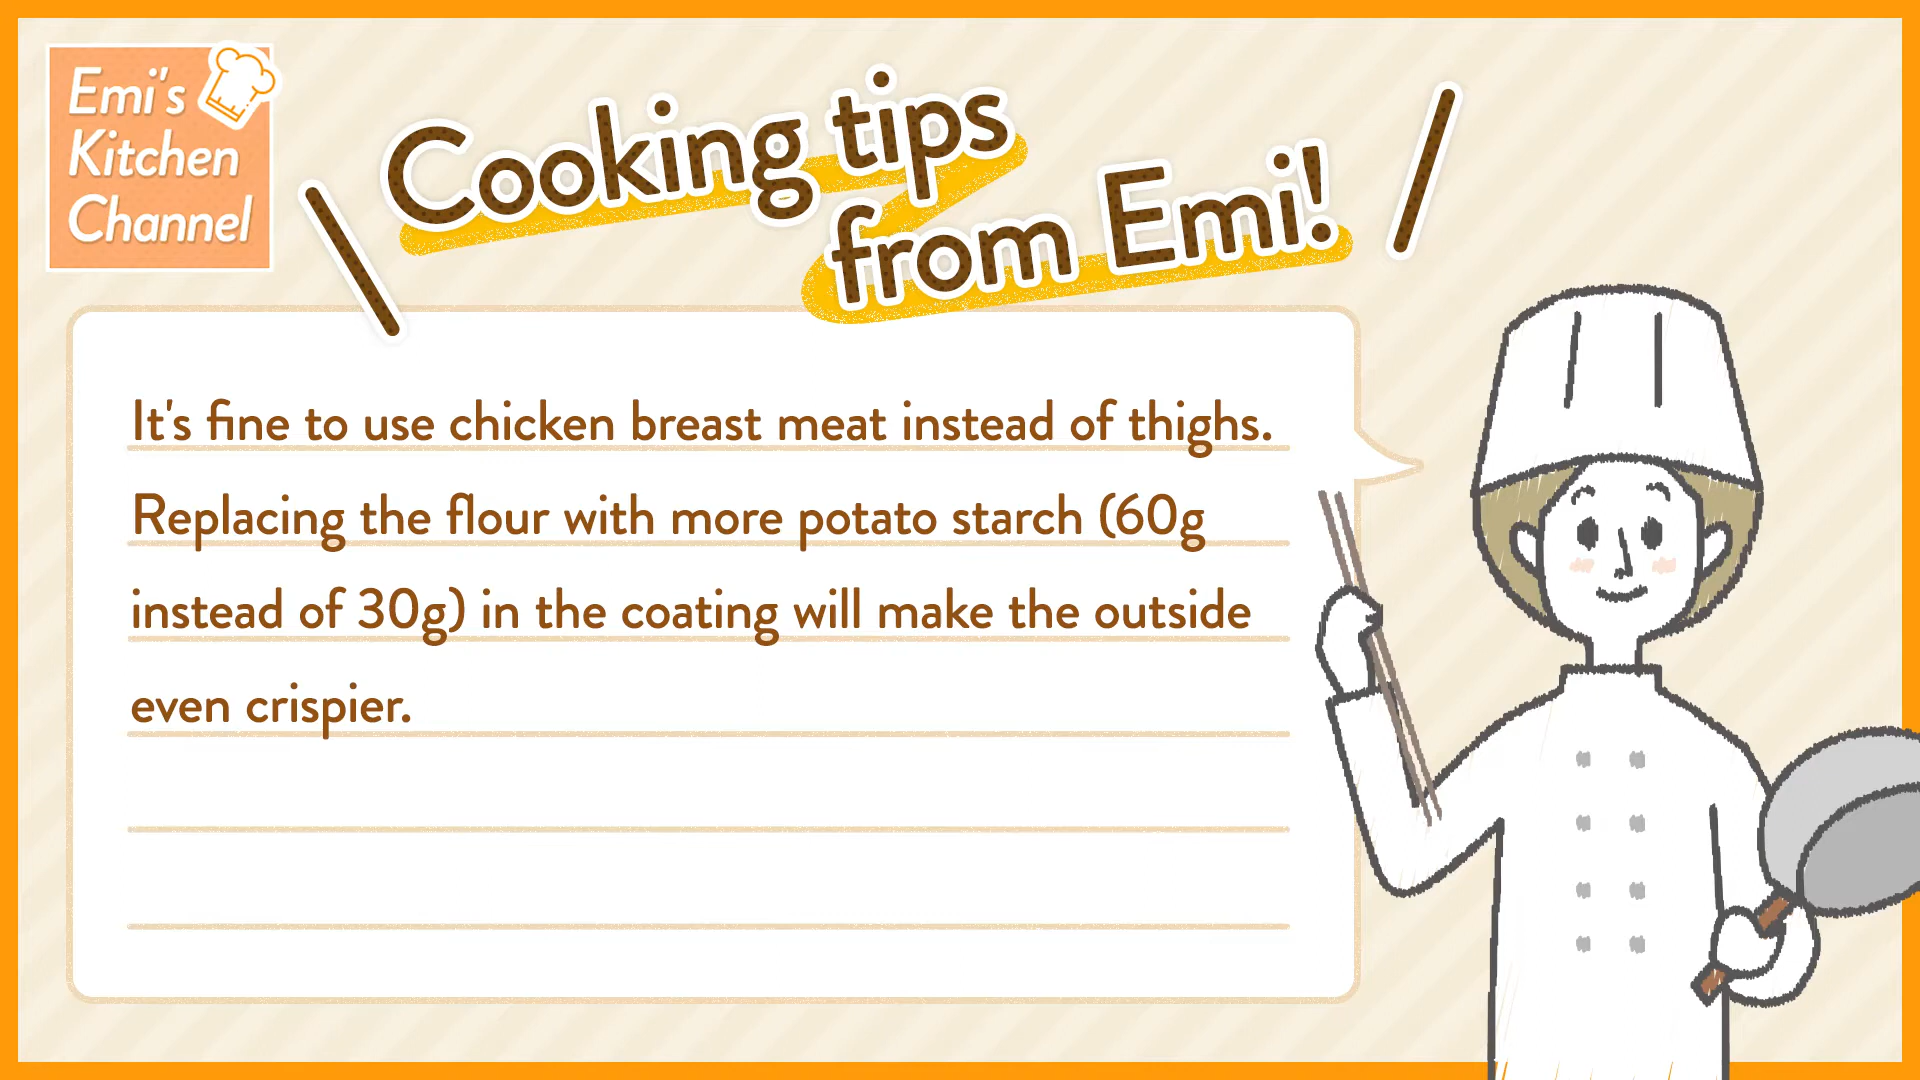 Emi's
Kitchen
Channel
Cooking tips
from Emi!
It's fine to use chicken breast meat instead of thighs.
Replacing the flour with more potato starch (60g
instead of 30g) in the coating will make the outside
even crispier.